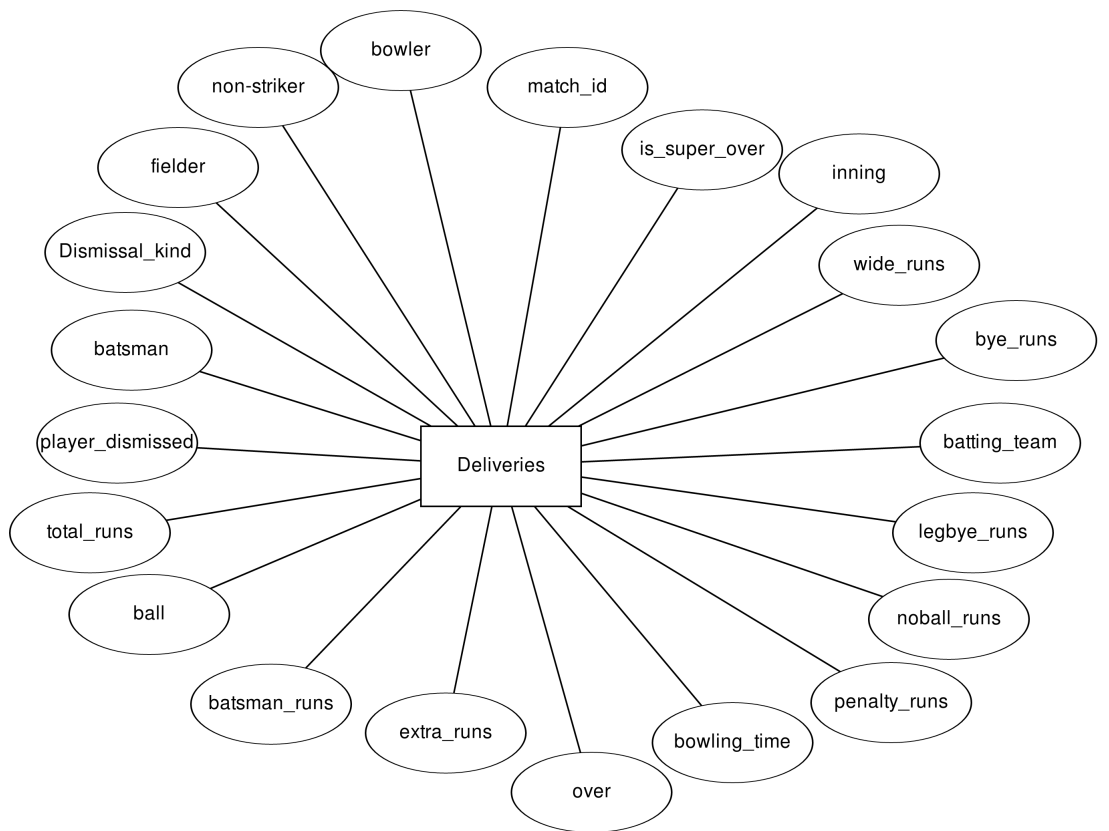 bowler
non-striker
match_id
is_super_over
fielder
inning
Dismissal_kind
wide_runs
bye_runs
batsman
player_dismissed
batting_team
Deliveries
total_runs
legbye_runs
ball
noball_runs
batsman_runs
penalty_runs
extra_runs
bowling_time
over